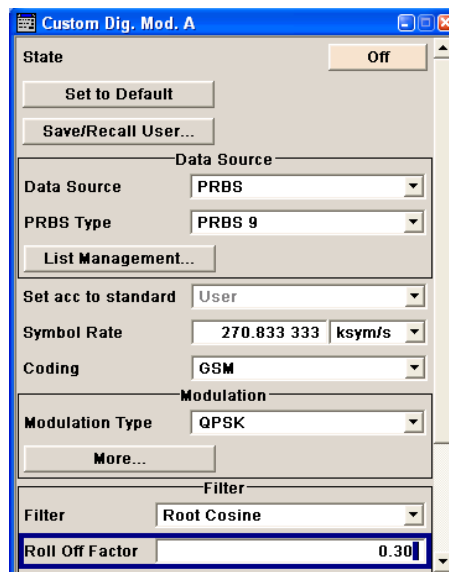 Custom Dig. Mod. A
State Off
Set to Default
Save/Recall User...
Data Source
Data Source PRBS
PRBS Type PRBS 9
List Management...
Set acc to standard User
Symbol Rate 270.833 333 ksym/s
Coding GSM
Modulation
Modulation Type QPSK
More...
Filter
Filter Root Cosine
Roll Off Factor 0.30